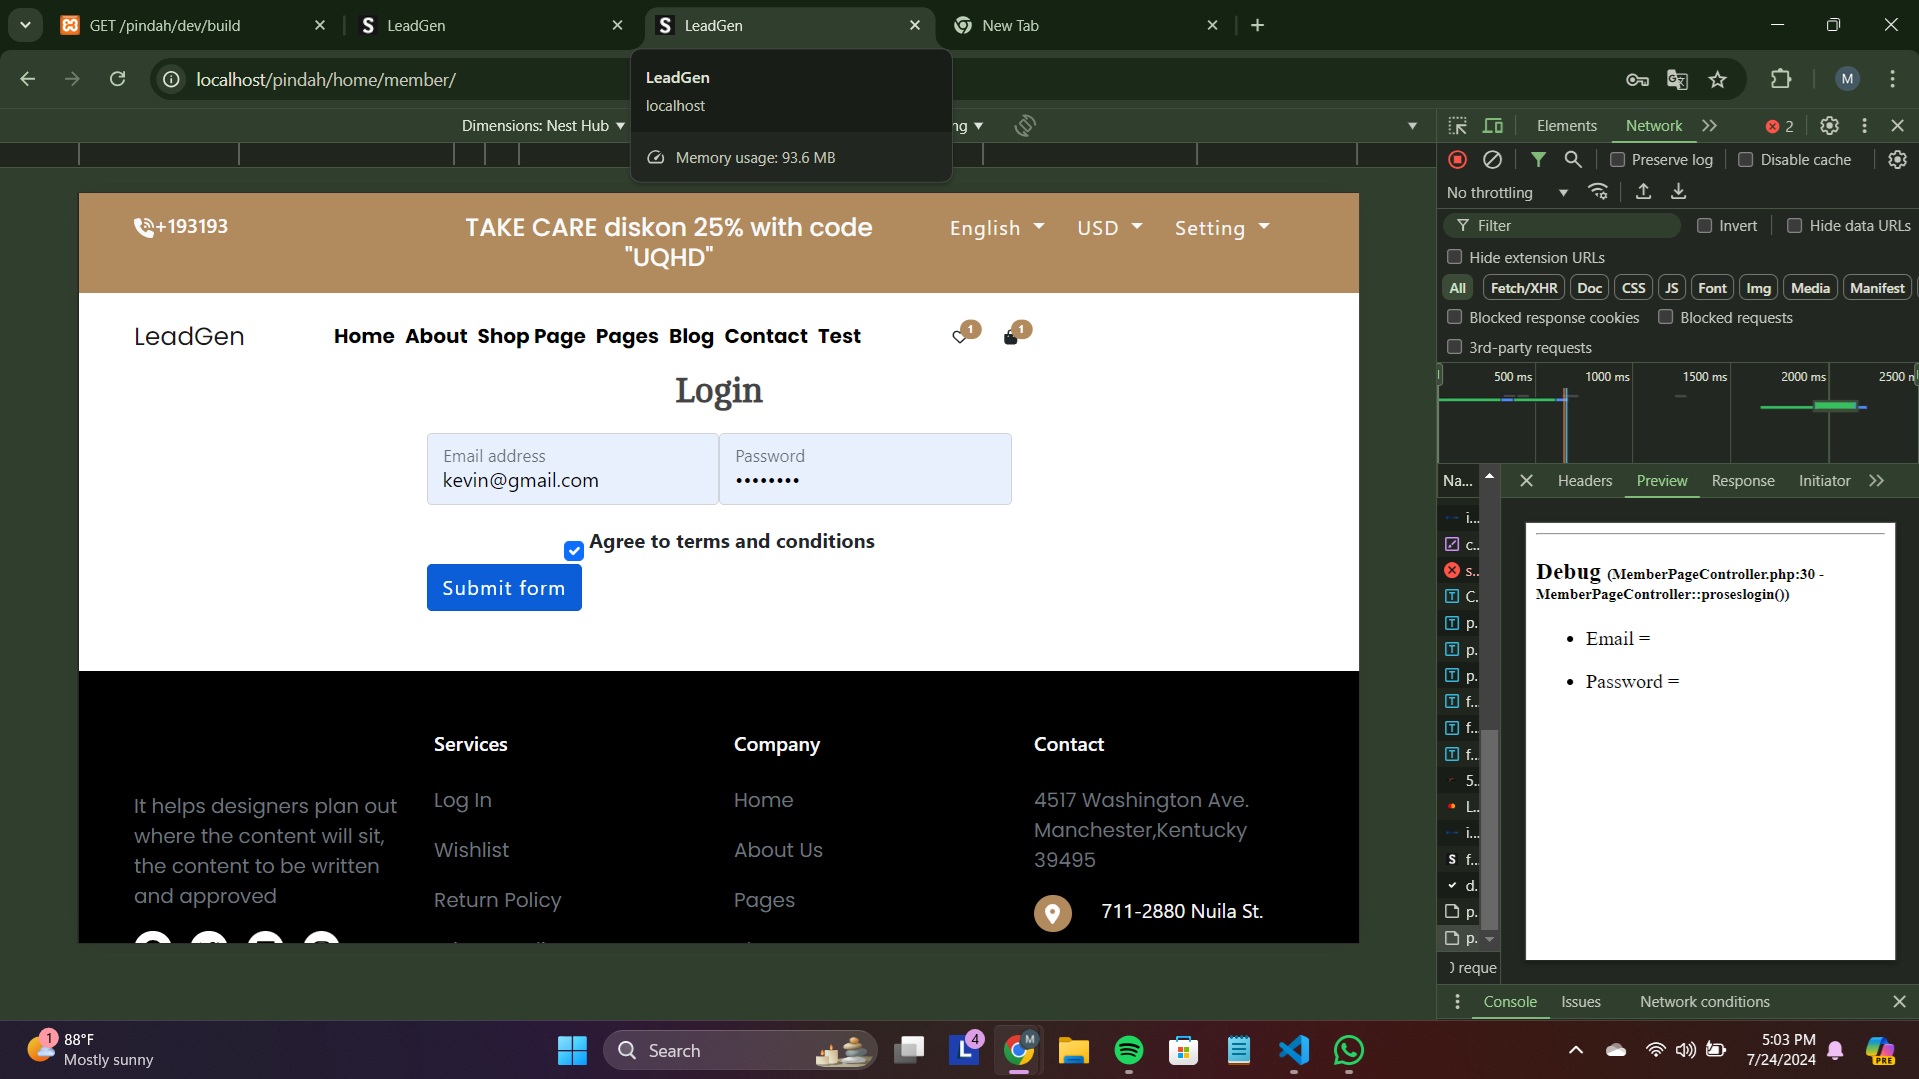 GET /pindah/dev/build
LeadGen
LeadGen
New Tab
localhost/pindah/home/member/
M
LeadGen
localhost
Memory usage: 93.6 MB
Dimensions: Nest Hub
ng
+193193
TAKE CARE diskon 25% with code
"UQHD"
English
USD
Setting
LeadGen
Home About Shop Page Pages Blog Contact Test
1
1
Login
Email address
kevin@gmail.com
Password
••••••••
Agree to terms and conditions
Submit form
It helps designers plan out
where the content will sit,
the content to be written
and approved
Services
Log In
Wishlist
Return Policy
Company
Home
About Us
Pages
Contact
4517 Washington Ave.
Manchester,Kentucky
39495
711-2880 Nuila St.
Elements
Network
2
Preserve log
Disable cache
No throttling
Filter
Invert
Hide data URLs
Hide extension URLs
All Fetch/XHR Doc CSS JS Font Img Media Manifest
Blocked response cookies
Blocked requests
3rd-party requests
500 ms
1000 ms
1500 ms
2000 ms
2500 m
Na...
Headers
Preview
Response
Initiator
i...
c..
s..
C.
p.
p.
p.
f...
f...
f...
5..
L..
i...
f...
d.
p.
p.
reque
Debug (MemberPageController.php:30 -
MemberPageController::proseslogin())
• Email =
• Password =
Console
Issues
Network conditions
1
88°F
Mostly sunny
Search
L
4
M
5:03 PM
7/24/2024
PRE